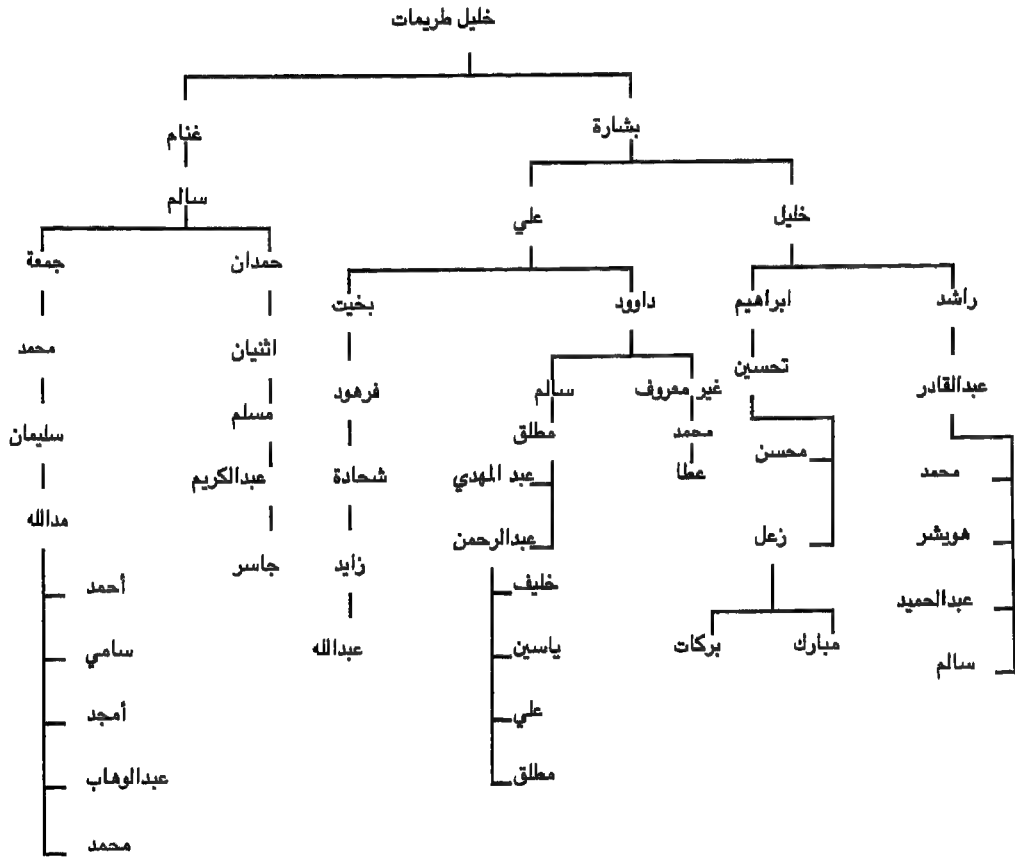 خليل طريمات
بشارة
غنام
خليل
علي
سالم
راشد
ابراهيم
داوود
بخيت
حمدان
جمعة
عبدالقادر
تحسين
غير معروف
سالم
فرهود
اثنيان
محمد
محمد
هويشر
عبدالحميد
سالم
محسن
زعل
مبارك
بركات
محمد
عطا
مطلق
عبد المهدي
عبدالرحمن
خليف
ياسين
علي
مطلق
شحادة
زايد
عبدالله
مسلم
عبدالكريم
جاسر
سليمان
مدالله
أحمد
سامي
أمجد
عبدالوهاب
محمد